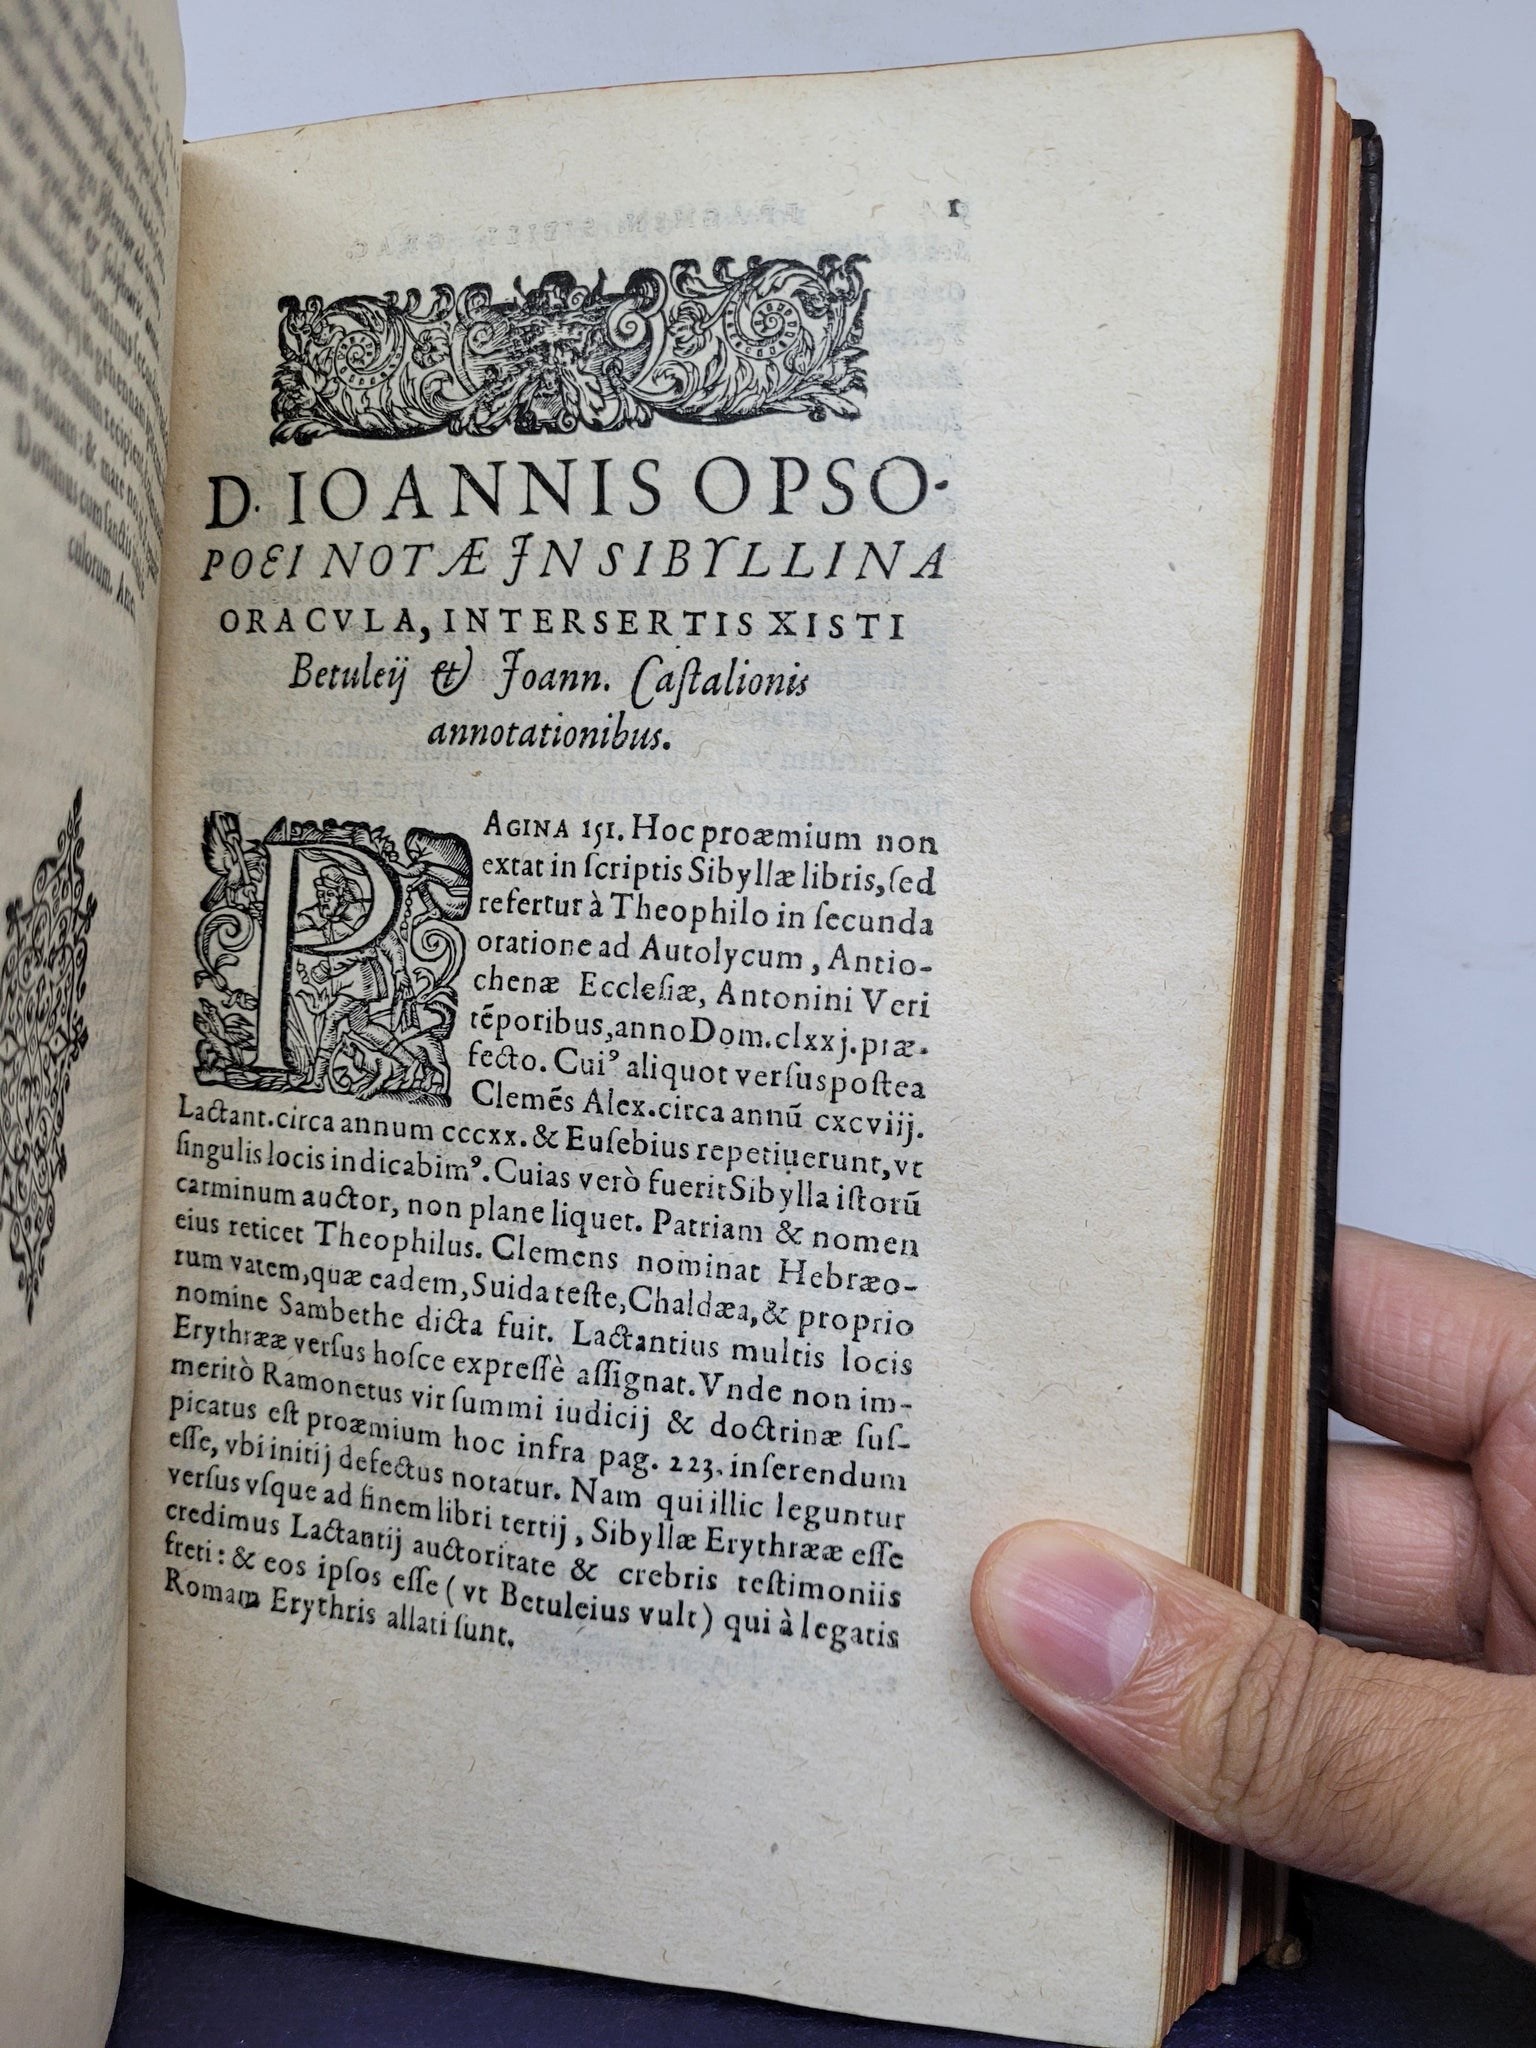 1
D. IOANNIS OPSO-
POEI NOTÆ IN SIBYLLINA
ORACVLA, INTERSERTIS XISTI
Betuleij & Joann. Caſtalionis
annotationibus.
PAGINA 151. Hoc proæmium non
extat in ſcriptis Sibyllæ libris, ſed
refertur à Theophilo in ſecunda
oratione ad Autolycum, Antio-
chenæ Eccleſiæ, Antonini Veri
tēporibus, anno Dom. clxxj. præ-
fecto. Cuiꝰ aliquot verſus poſtea
Clemēs Alex. circa annū cxcviij.
Lactant. circa annum cccxx. & Euſebius repetiuerunt, vt
ſingulis locis indicabimꝰ. Cuias verò fuerit Sibylla iſtorū
carminum auctor, non plane liquet. Patriam & nomen
eius reticet Theophilus. Clemens nominat Hebræo-
rum vatem, quæ eadem, Suida teſte, Chaldæa, & proprio
nomine Sambethe dicta fuit. Lactantius multis locis
Erythrææ verſus hoſce expreſſè aſſignat. Vnde non im-
meritò Ramonetus vir ſummi iudicij & doctrinæ ſuſ-
picatus eſt proæmium hoc infra pag. 223. inſerendum
eſſe, vbi initij defectus notatur. Nam qui illic leguntur
verſus vſque ad finem libri tertij, Sibyllæ Erythrææ eſſe
credimus Lactantij auctoritate & crebris teſtimoniis
freti: & eos ipſos eſſe (vt Betuleius vult) qui à legatis
Romam Erythris allati ſunt.